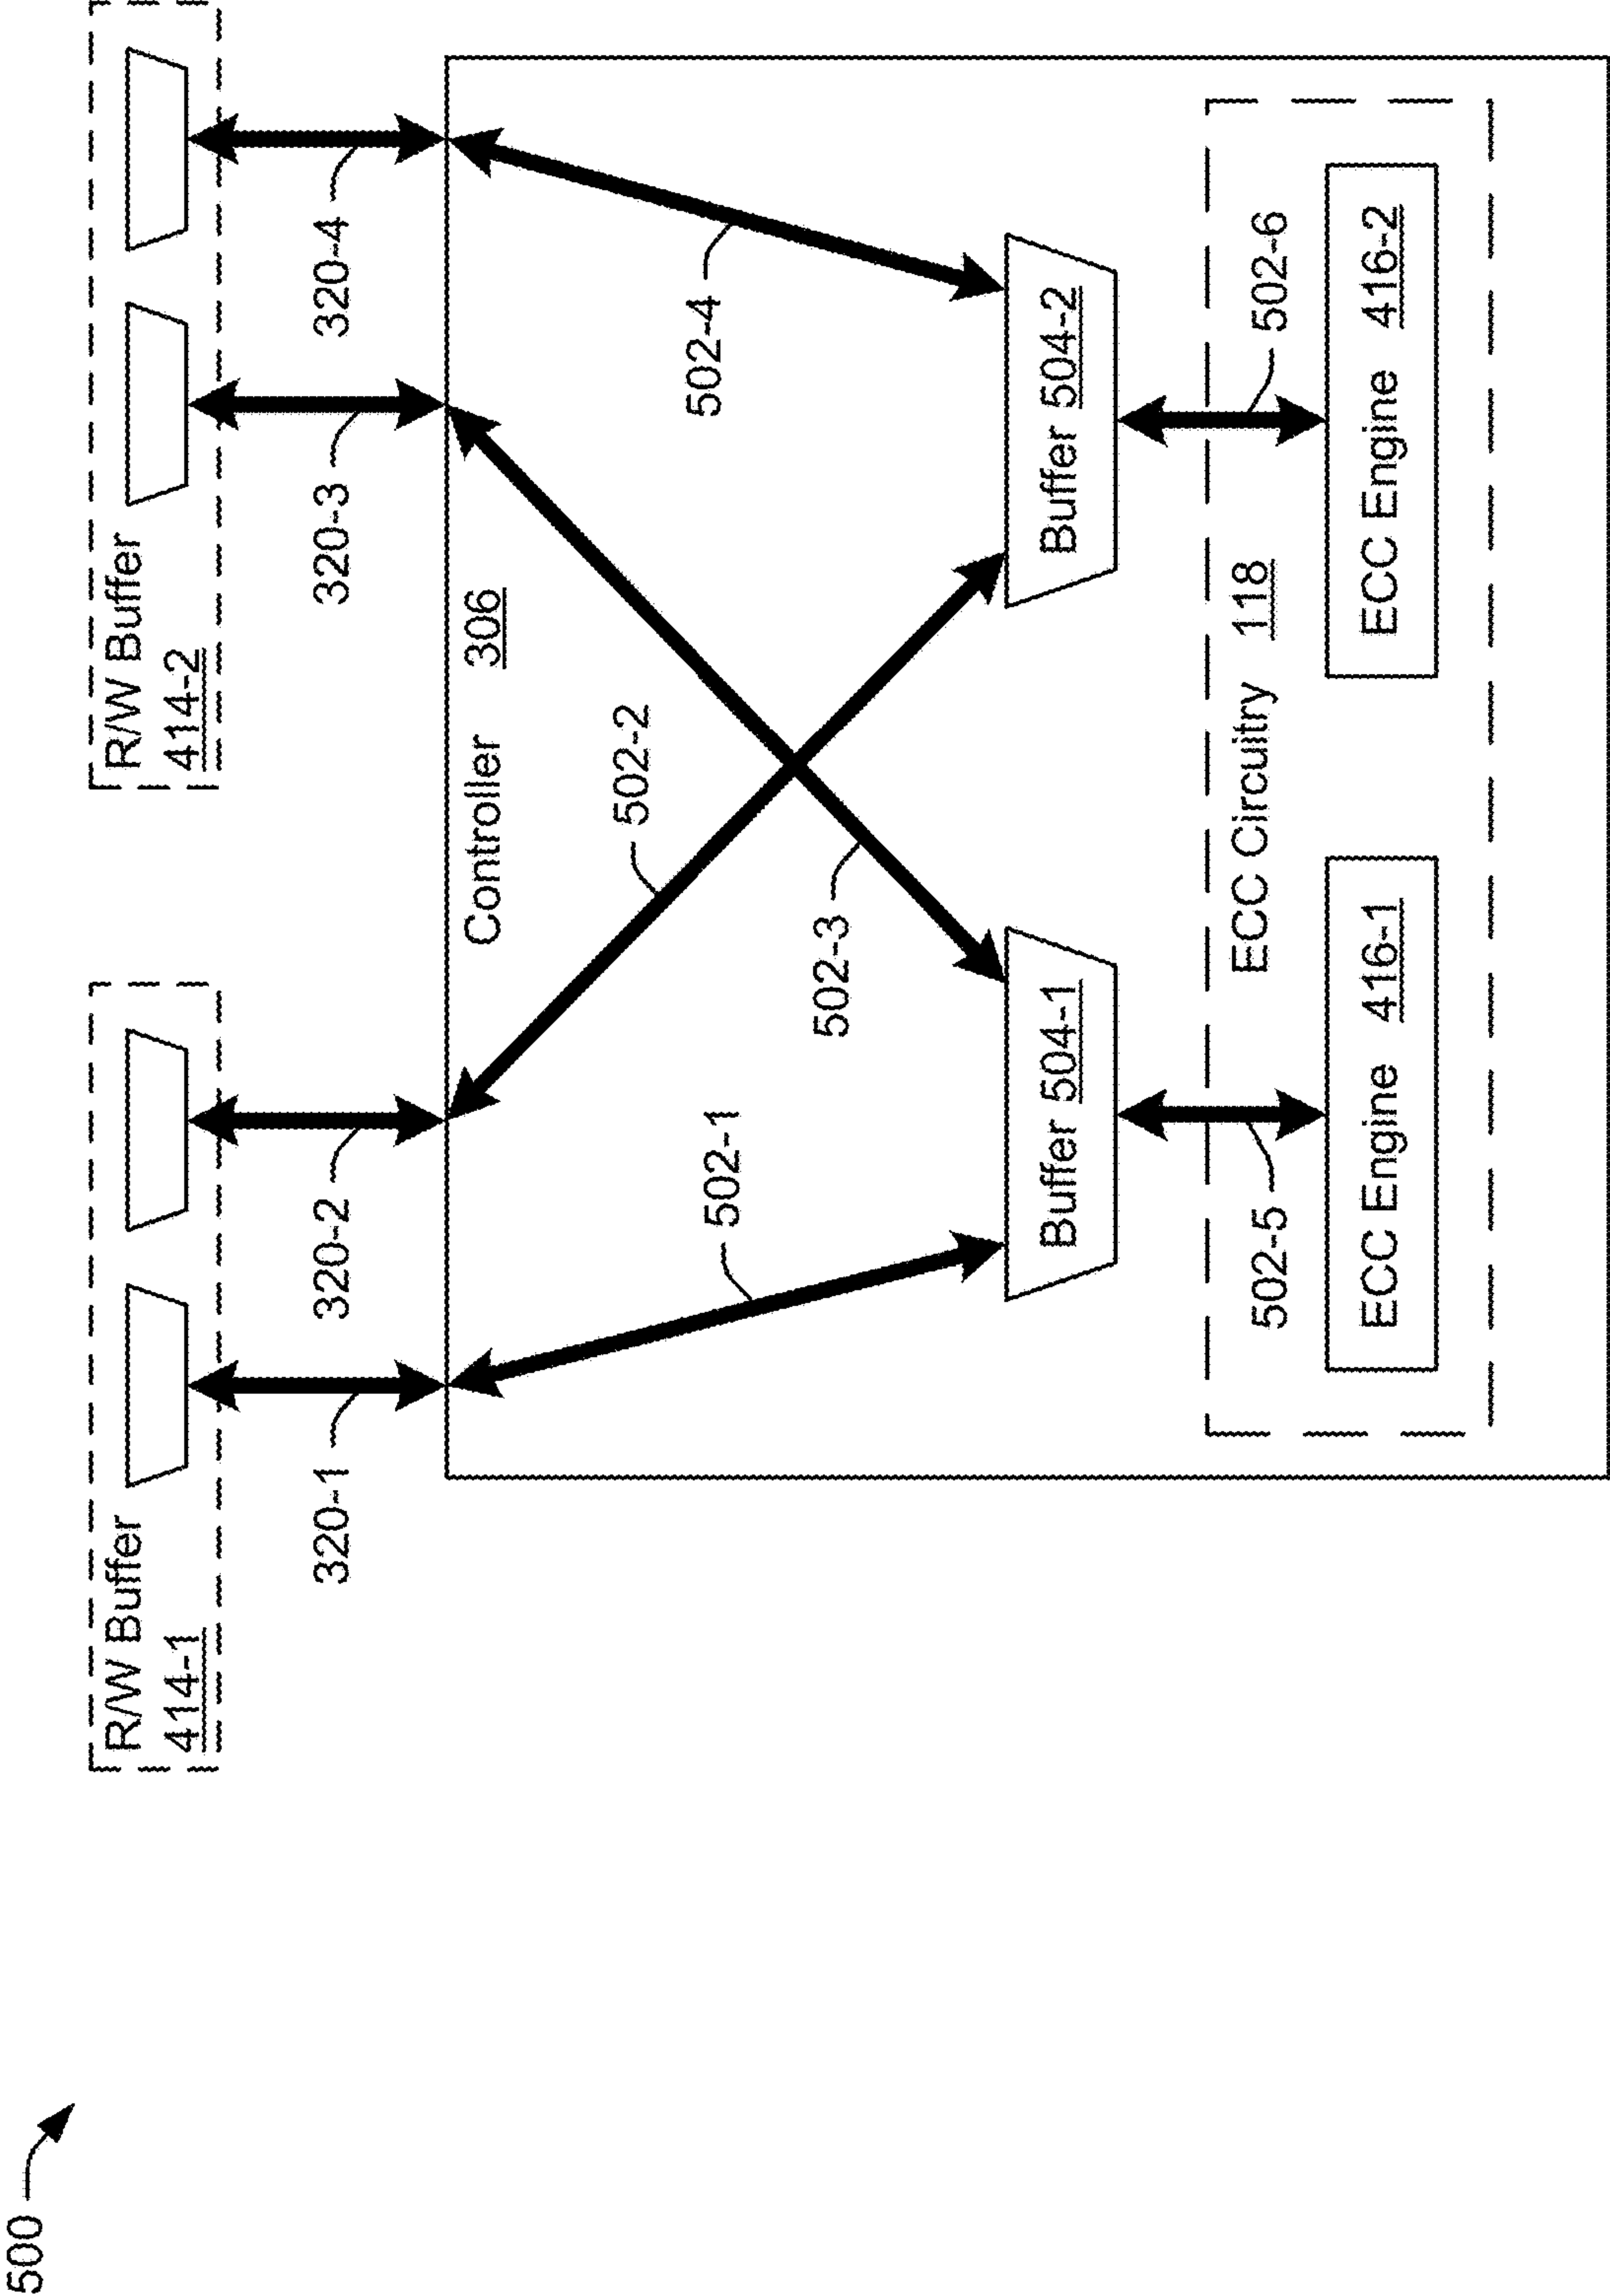 500
R/W Buffer
414-1
R/W Buffer
414-2
320-1
320-2
320-3
320-4
Controller 306
502-1
502-2
502-3
502-4
Buffer 504-1
Buffer 504-2
ECC Circuitry 118
502-5
502-6
ECC Engine 416-1
ECC Engine 416-2